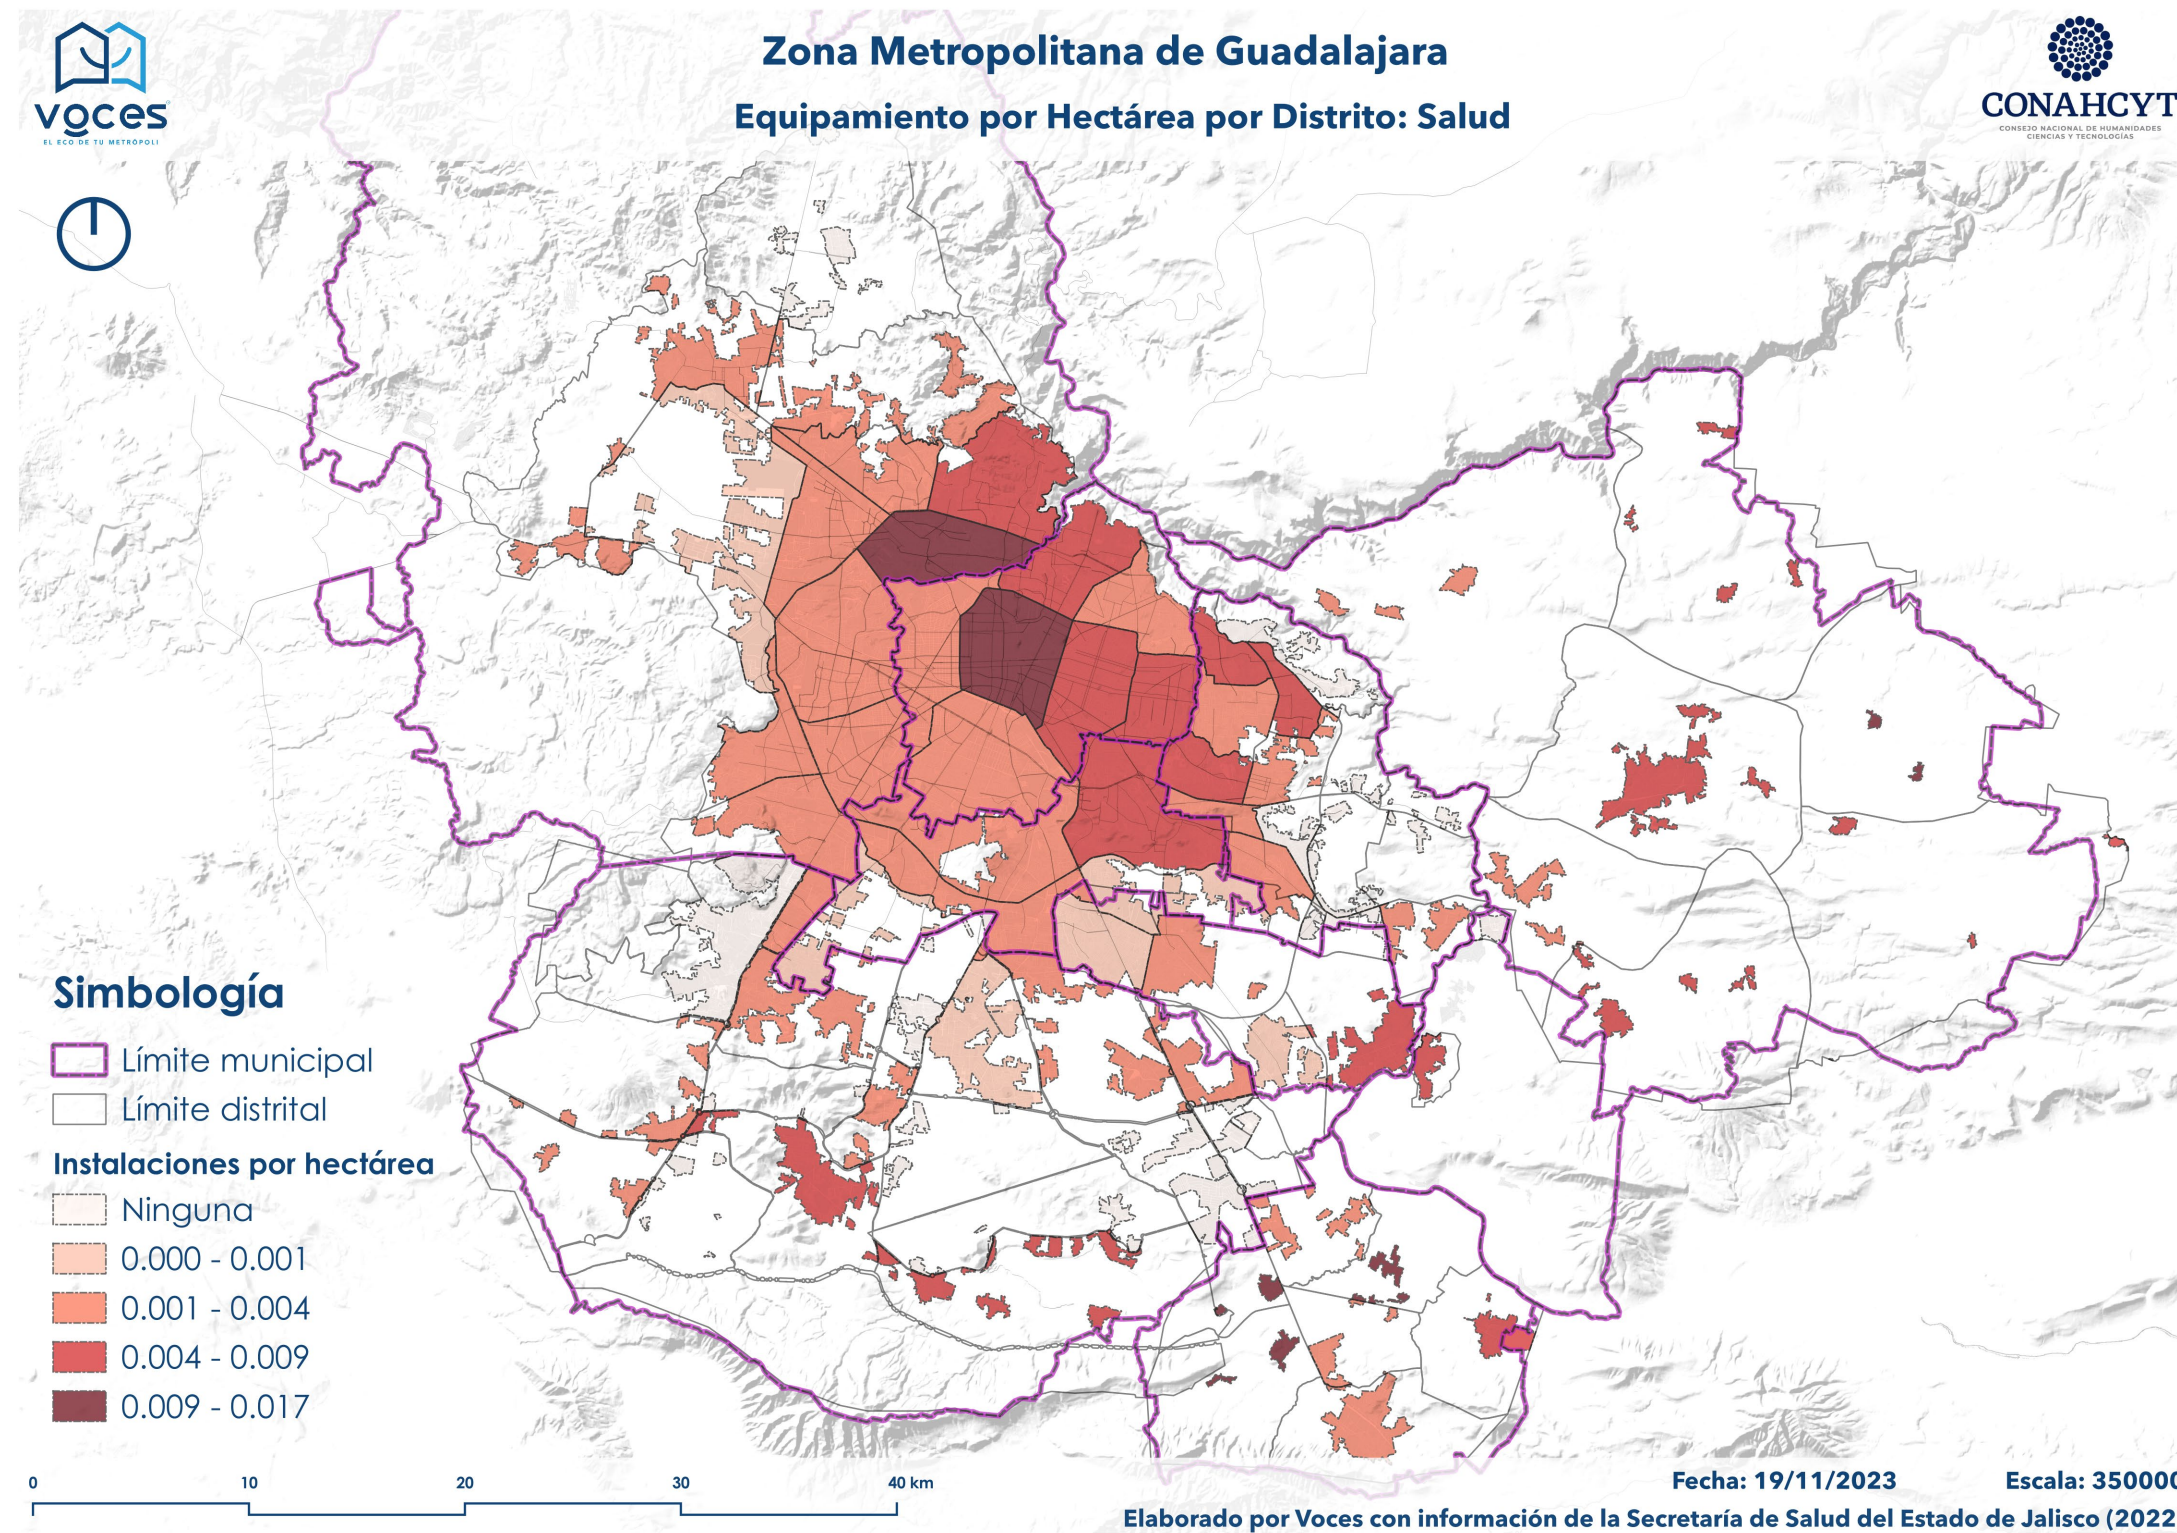 Zona Metropolitana de Guadalajara
Equipamiento por Hectárea por Distrito: Salud
voces
EL ECO DE TU METRÓPOLI
CONAHCYT
CONSEJO NACIONAL DE HUMANIDADES
CIENCIAS Y TECNOLOGÍAS
Simbología
Límite municipal
Límite distrital
Instalaciones por hectárea
Ninguna
0.000 - 0.001
0.001 - 0.004
0.004 - 0.009
0.009 - 0.017
0 10 20 30 40 km
Fecha: 19/11/2023 Escala: 350000
Elaborado por Voces con información de la Secretaría de Salud del Estado de Jalisco (2022